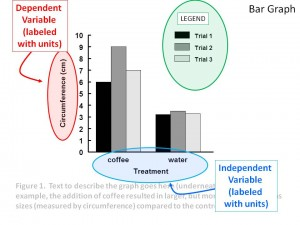 Bar Graph
Dependent
Variable
(labeled
with units)
LEGEND
Trial 1
Trial 2
Trial 3
Circumference (cm)
10
9
8
7
6
5
4
3
2
1
0
coffee water
Treatment
Independent
Variable
(labeled
with units)
Figure 1. Text to describe the graph goes here (underneath
example, the addition of coffee resulted in larger, but mo
sizes (measured by circumference) compared to the contr